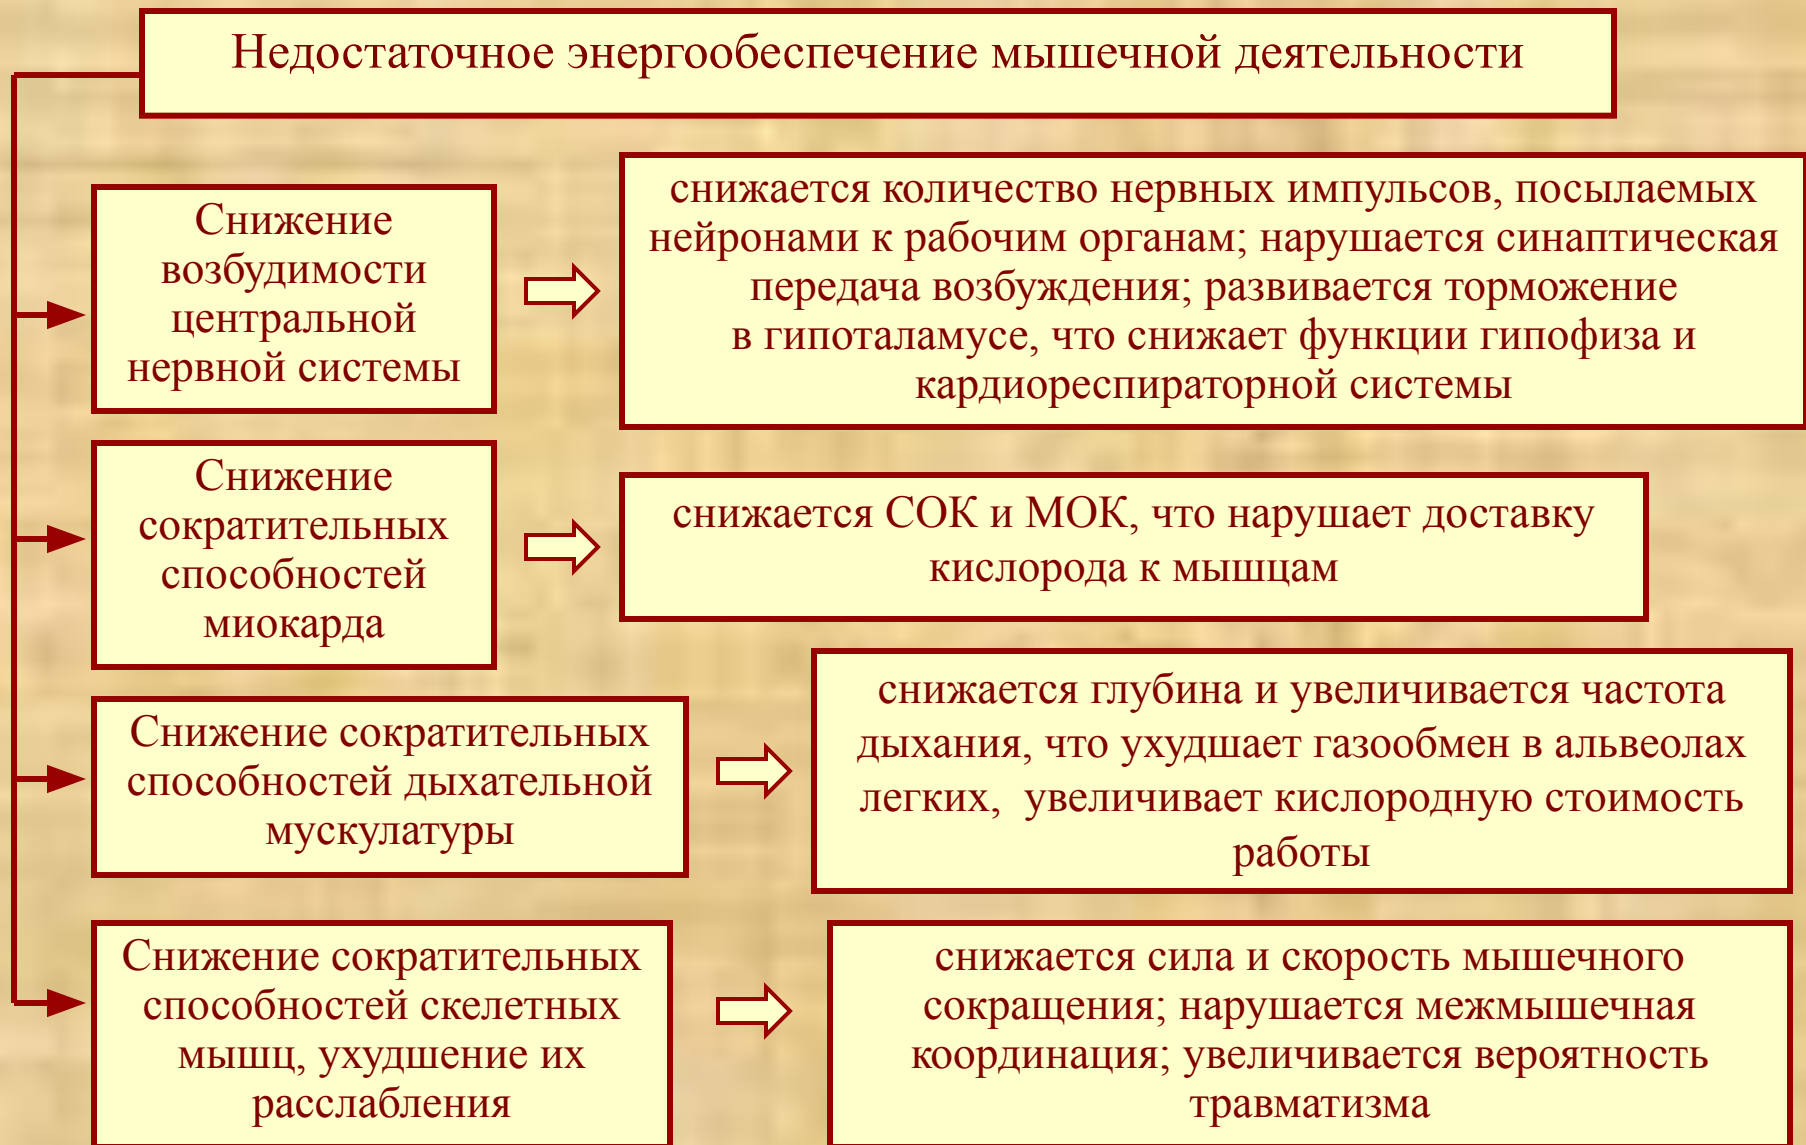 Недостаточное энергообеспечение мышечной деятельности
Снижение
возбудимости
центральной
нервной системы
снижается количество нервных импульсов, посылаемых
нейронами к рабочим органам; нарушается синаптическая
передача возбуждения; развивается торможение
в гипоталамусе, что снижает функции гипофиза и
кардиореспираторной системы
Снижение
сократительных
способностей
миокарда
снижается СОК и МОК, что нарушает доставку
кислорода к мышцам
Снижение сократительных
способностей дыхательной
мускулатуры
снижается глубина и увеличивается частота
дыхания, что ухудшает газообмен в альвеолах
легких, увеличивает кислородную стоимость
работы
Снижение сократительных
способностей скелетных
мышц, ухудшение их
расслабления
снижается сила и скорость мышечного
сокращения; нарушается межмышечная
координация; увеличивается вероятность
травматизма